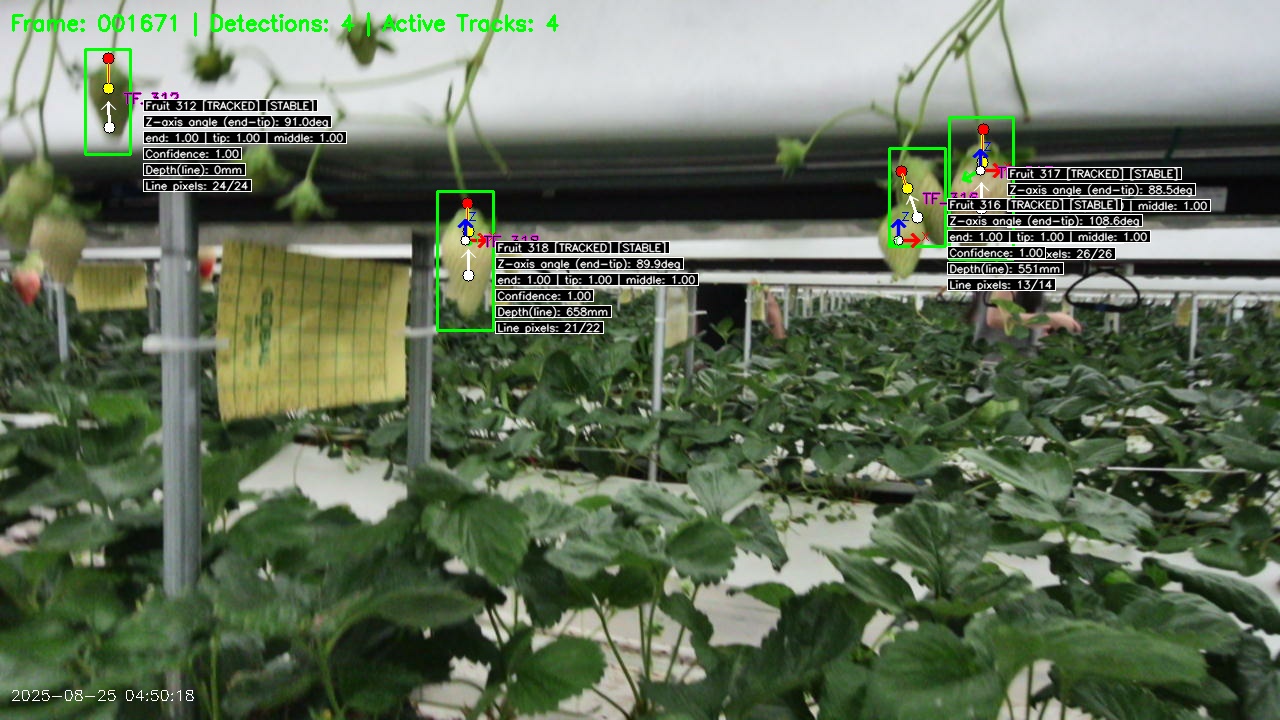 Frame: 001671 | Detections: 4 | Active Tracks: 4
Fruit 312 [TRACKED] [STABLE]
Z-axis angle (end-tip): 91.0deg
end: 1.00 | tip: 1.00 | middle: 1.00
Confidence: 1.00
Depth(line): 0mm
Line pixels: 24/24
Fruit 317 [TRACKED] [STABLE]
Z-axis angle (end-tip): 88.5deg
middle: 1.00
xels: 26/26
Fruit 316 [TRACKED] [STABLE]
Z-axis angle (end-tip): 108.6deg
end: 1.00 | tip: 1.00 | middle: 1.00
Confidence: 1.00
Depth(line): 551mm
Line pixels: 13/14
Z
Fruit 318 [TRACKED] [STABLE]
Z-axis angle (end-tip): 89.9deg
end: 1.00 | tip: 1.00 | middle: 1.00
Confidence: 1.00
Depth(line): 658mm
Line pixels: 21/22
2025-08-25 04:50:18